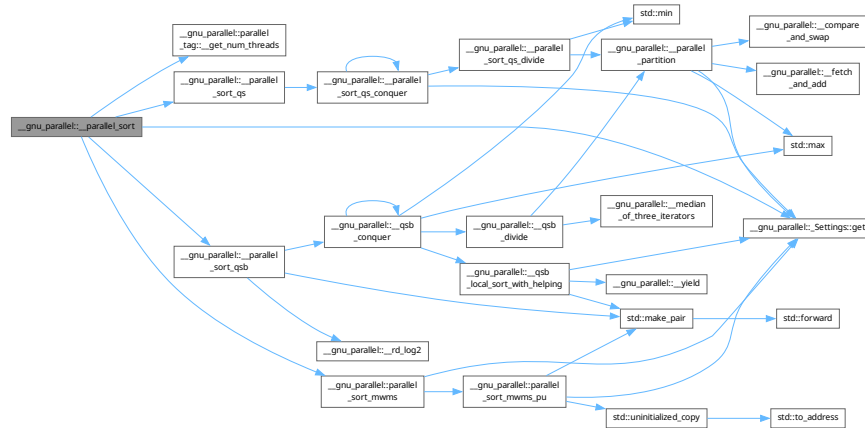 std::min
__gnu_parallel::parallel
_tag::__get_num_threads
__gnu_parallel::__compare
_and_swap
__gnu_parallel::__parallel
_sort_qs_divide
__gnu_parallel::__parallel
_partition
__gnu_parallel::__parallel
_sort_qs
__gnu_parallel::__parallel
_sort_qs_conquer
__gnu_parallel::__fetch
_and_add
__gnu_parallel::__parallel_sort
std::max
__gnu_parallel::__median
_of_three_iterators
__gnu_parallel::__qsb
_conquer
__gnu_parallel::__qsb
_divide
__gnu_parallel::_Settings::get
__gnu_parallel::__parallel
_sort_qsb
__gnu_parallel::__qsb
_local_sort_with_helping
__gnu_parallel::__yield
std::make_pair
std::forward
__gnu_parallel::__rd_log2
__gnu_parallel::parallel
_sort_mwms
__gnu_parallel::parallel
_sort_mwms_pu
std::uninitialized_copy
std::to_address